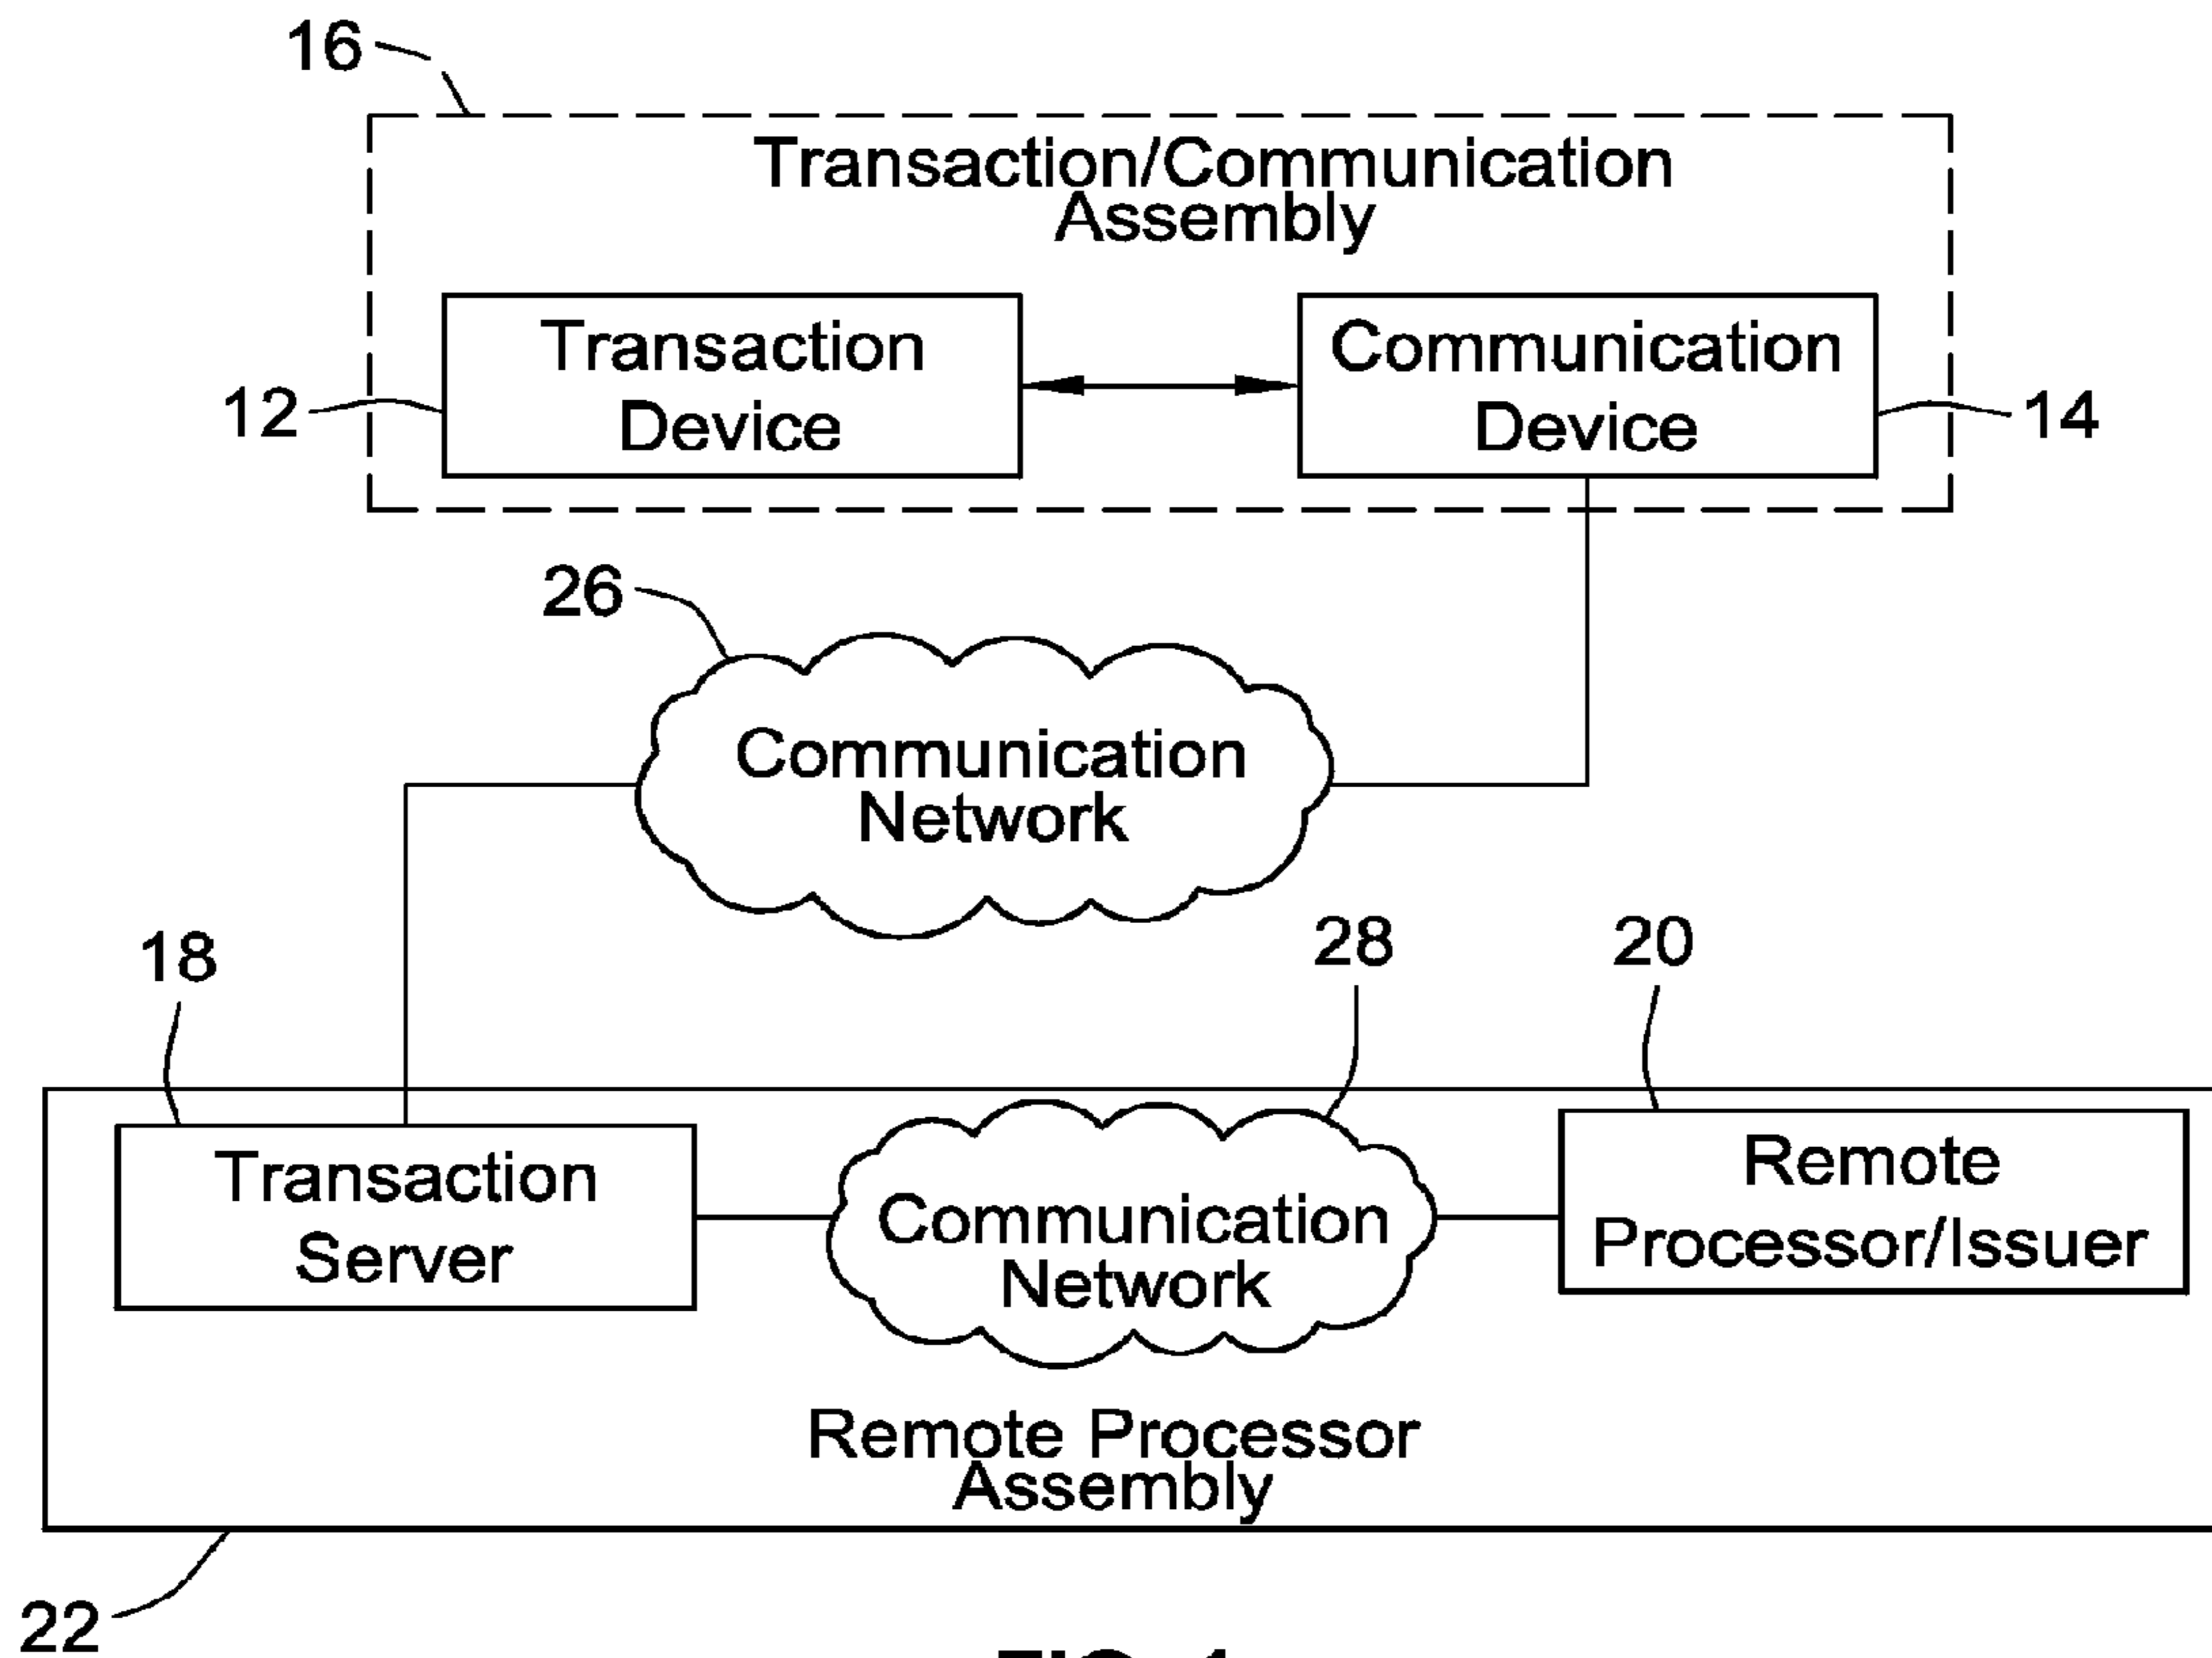 16
Transaction/Communication
Assembly
Transaction
Device
Communication
Device
12
14
26
Communication
Network
18
28
20
Transaction
Server
Communication
Network
Remote
Processor/Issuer
Remote Processor
Assembly
22